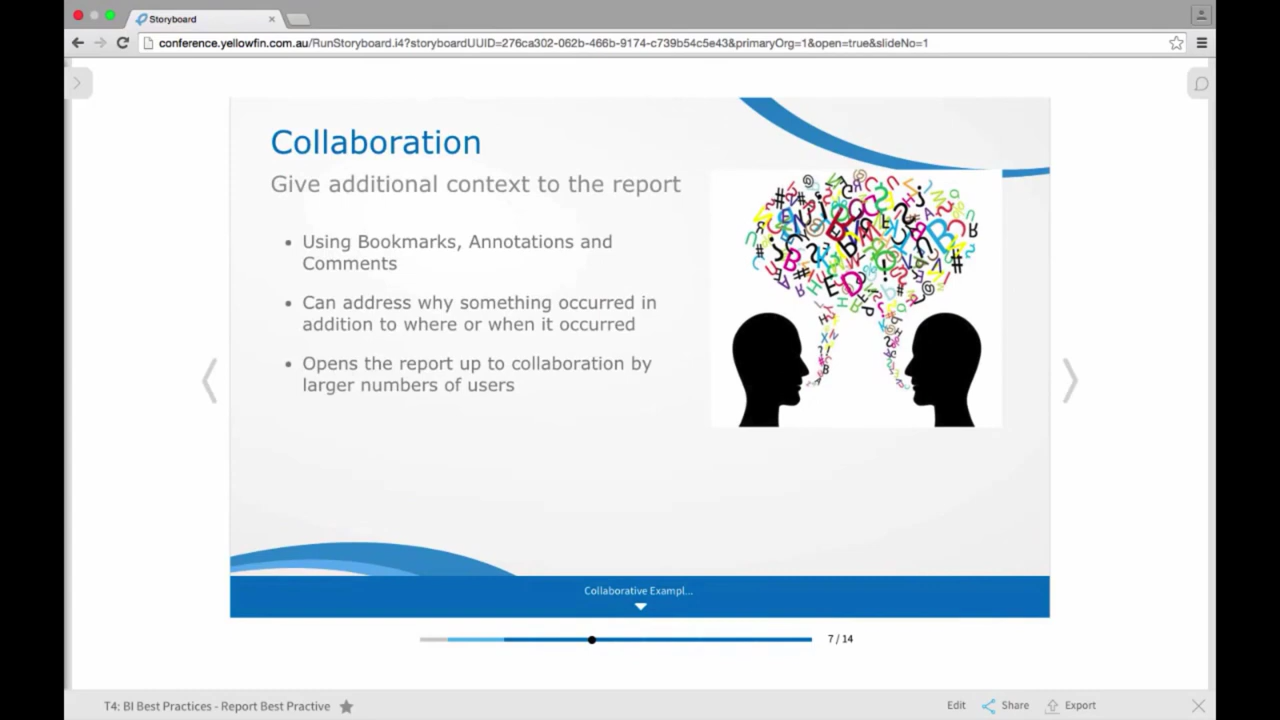 Storyboard
conference.yellowfin.com.au/RunStoryboard.i4?storyboardUUID=276ca302-062b-466b-9174-c739b54c5e43&primaryOrg=1&open=true&slideNo=1
Collaboration
Give additional context to the report
• Using Bookmarks, Annotations and
Comments
• Can address why something occurred in
addition to where or when it occurred
• Opens the report up to collaboration by
larger numbers of users
Collaborative Exampl...
7 / 14
T4: BI Best Practices - Report Best Practive
Edit
Share
Export